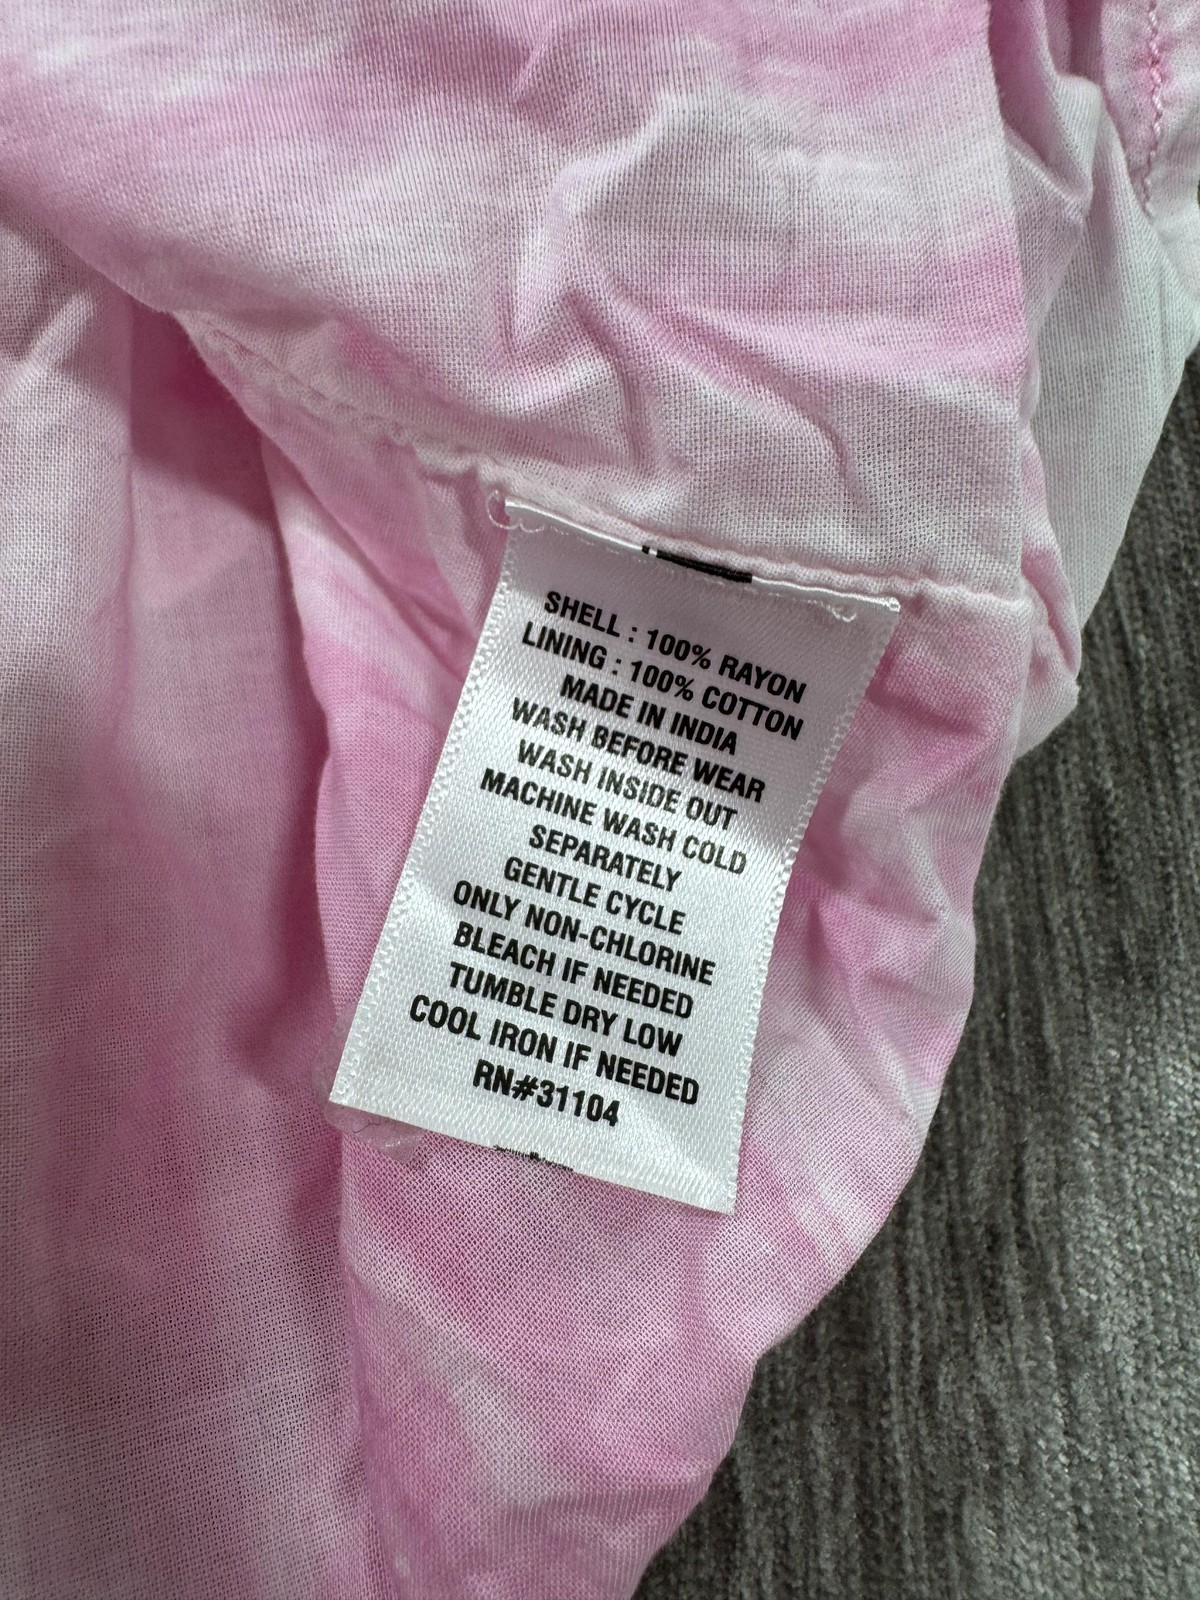 SHELL : 100% RAYON
LINING : 100% COTTON
MADE IN INDIA
WASH BEFORE WEAR
WASH INSIDE OUT
MACHINE WASH COLD
SEPARATELY
GENTLE CYCLE
ONLY NON-CHLORINE
BLEACH IF NEEDED
TUMBLE DRY LOW
COOL IRON IF NEEDED
RN#31104